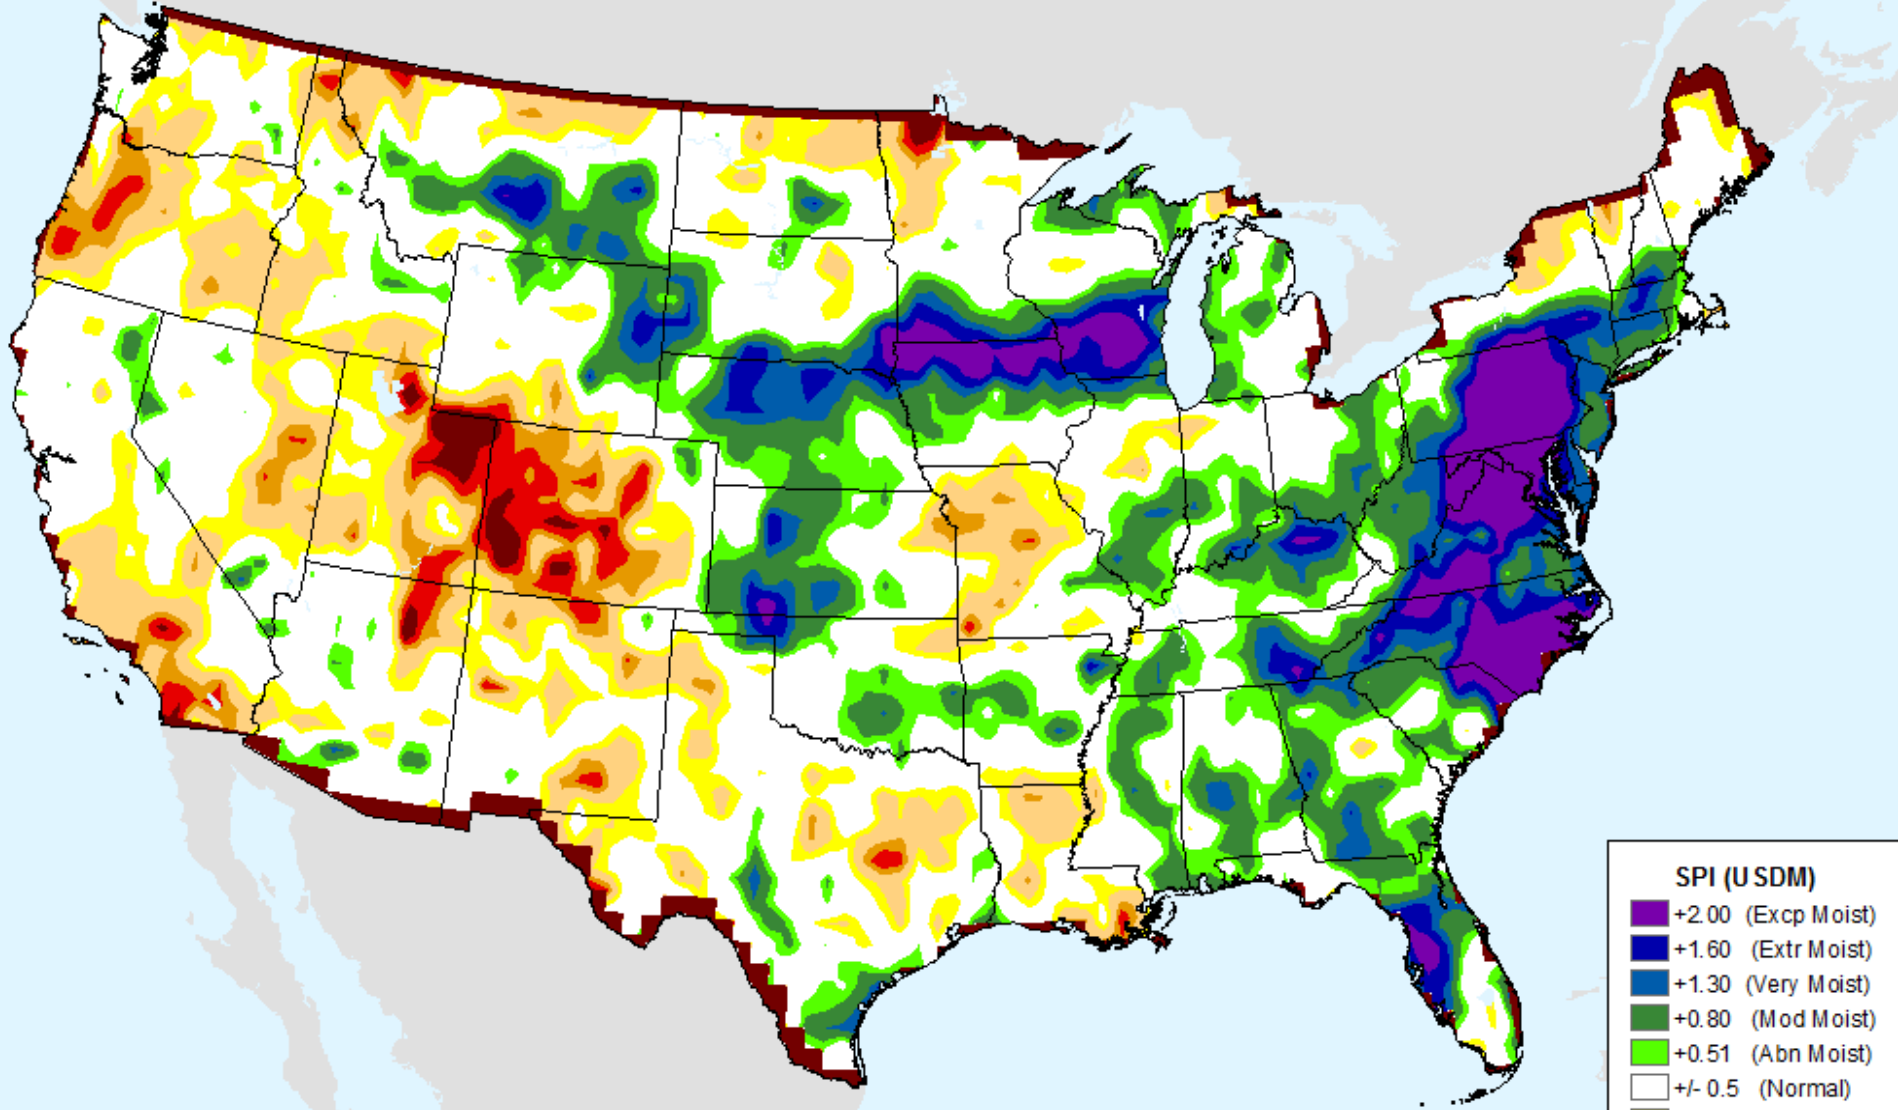 SPI (USDM)
+2.00 (Excp Moist)
+1.60 (Extr Moist)
+1.30 (Very Moist)
+0.80 (Mod Moist)
+0.51 (Abn Moist)
+/- 0.5 (Normal)